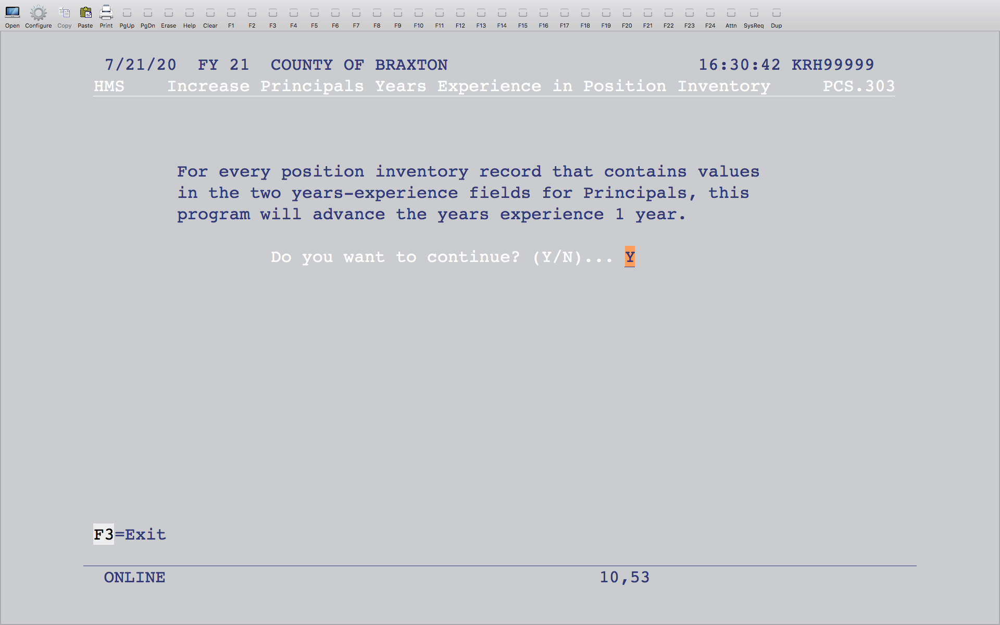 Open Configure Copy Paste Print PgUp PgDn Erase Help Clear F1 F2 F3 F4 F5 F6 F7 F8 F9 F10 F11 F12 F13 F14 F15 F16 F17 F18 F19 F20 F21 F22 F23 F24 Attn SysReq Dup
7/21/20 FY 21 COUNTY OF BRAXTON 16:30:42 KRH99999
HMS Increase Principals Years Experience in Position Inventory PCS.303
For every position inventory record that contains values
in the two years-experience fields for Principals, this
program will advance the years experience 1 year.
Do you want to continue? (Y/N)... Y
F3=Exit
ONLINE 10,53